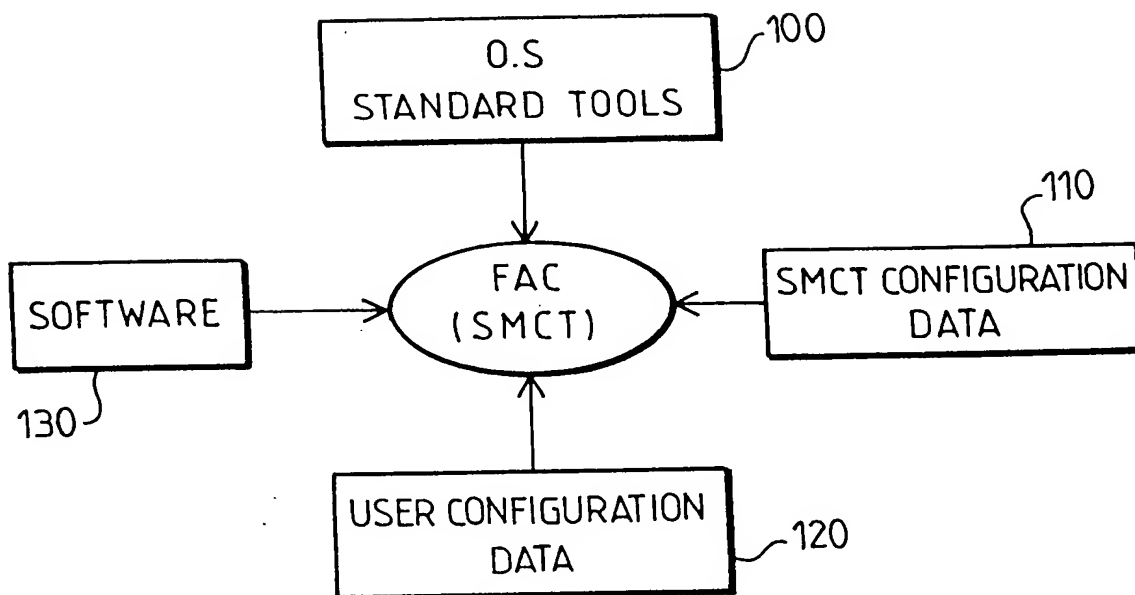 100
O.S
STANDARD TOOLS
110
FAC
(SMCT)
SMCT CONFIGURATION
DATA
SOFTWARE
130
USER CONFIGURATION
DATA
120